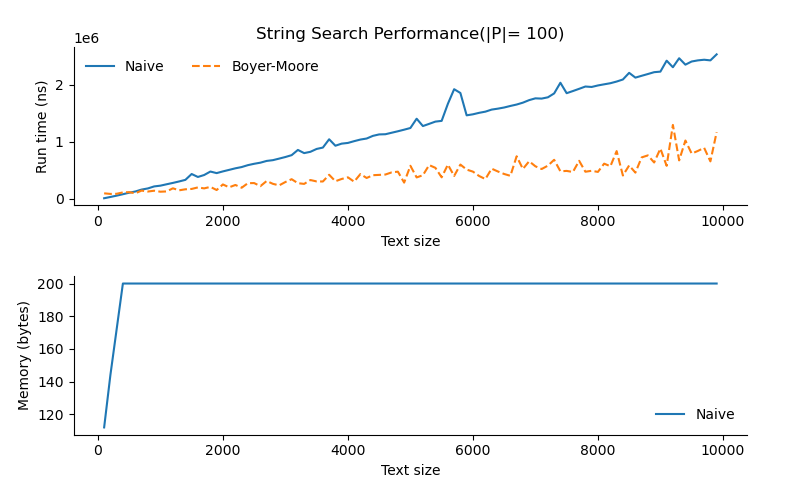 String Search Performance(|P|= 100)
1e6
Naive
Boyer-Moore
Run time (ns)
2
1
0
0 2000 4000 6000 8000 10000
Text size
Memory (bytes)
200
180
160
140
120
Naive
0 2000 4000 6000 8000 10000
Text size